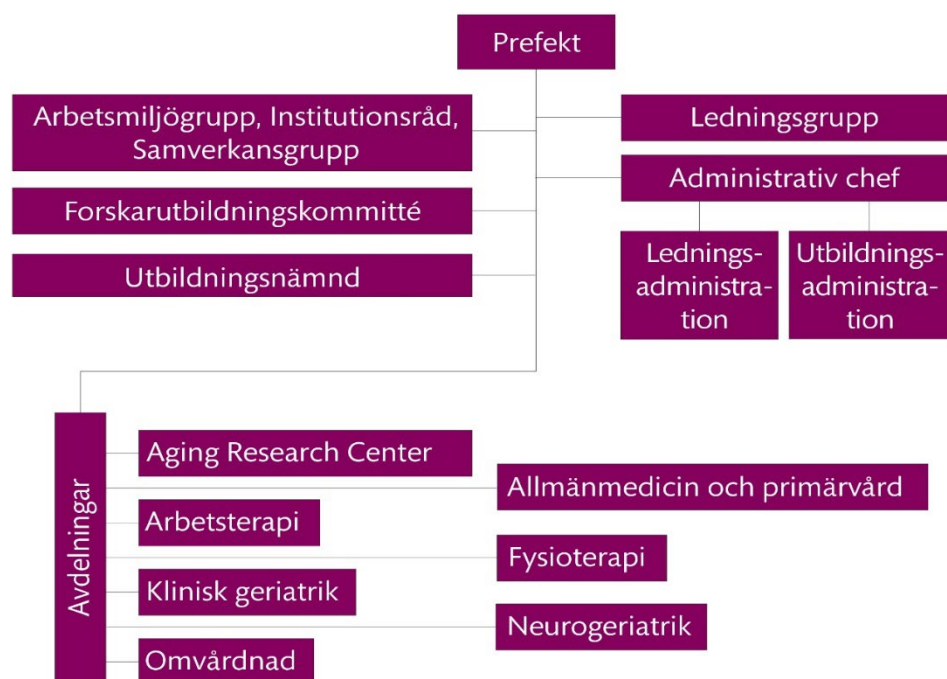 Prefekt
Arbetsmiljögrupp, Institutionsråd,
Samverkansgrupp
Ledningsgrupp
Administrativ chef
Forskarutbildningskommitté
Utbildningsnämnd
Lednings-
administra-
tion
Utbildnings-
administra-
tion
Avdelningar
Aging Research Center
Allmänmedicin och primärvård
Arbetsterapi
Fysioterapi
Klinisk geriatrik
Neurogeriatrik
Omvårdnad